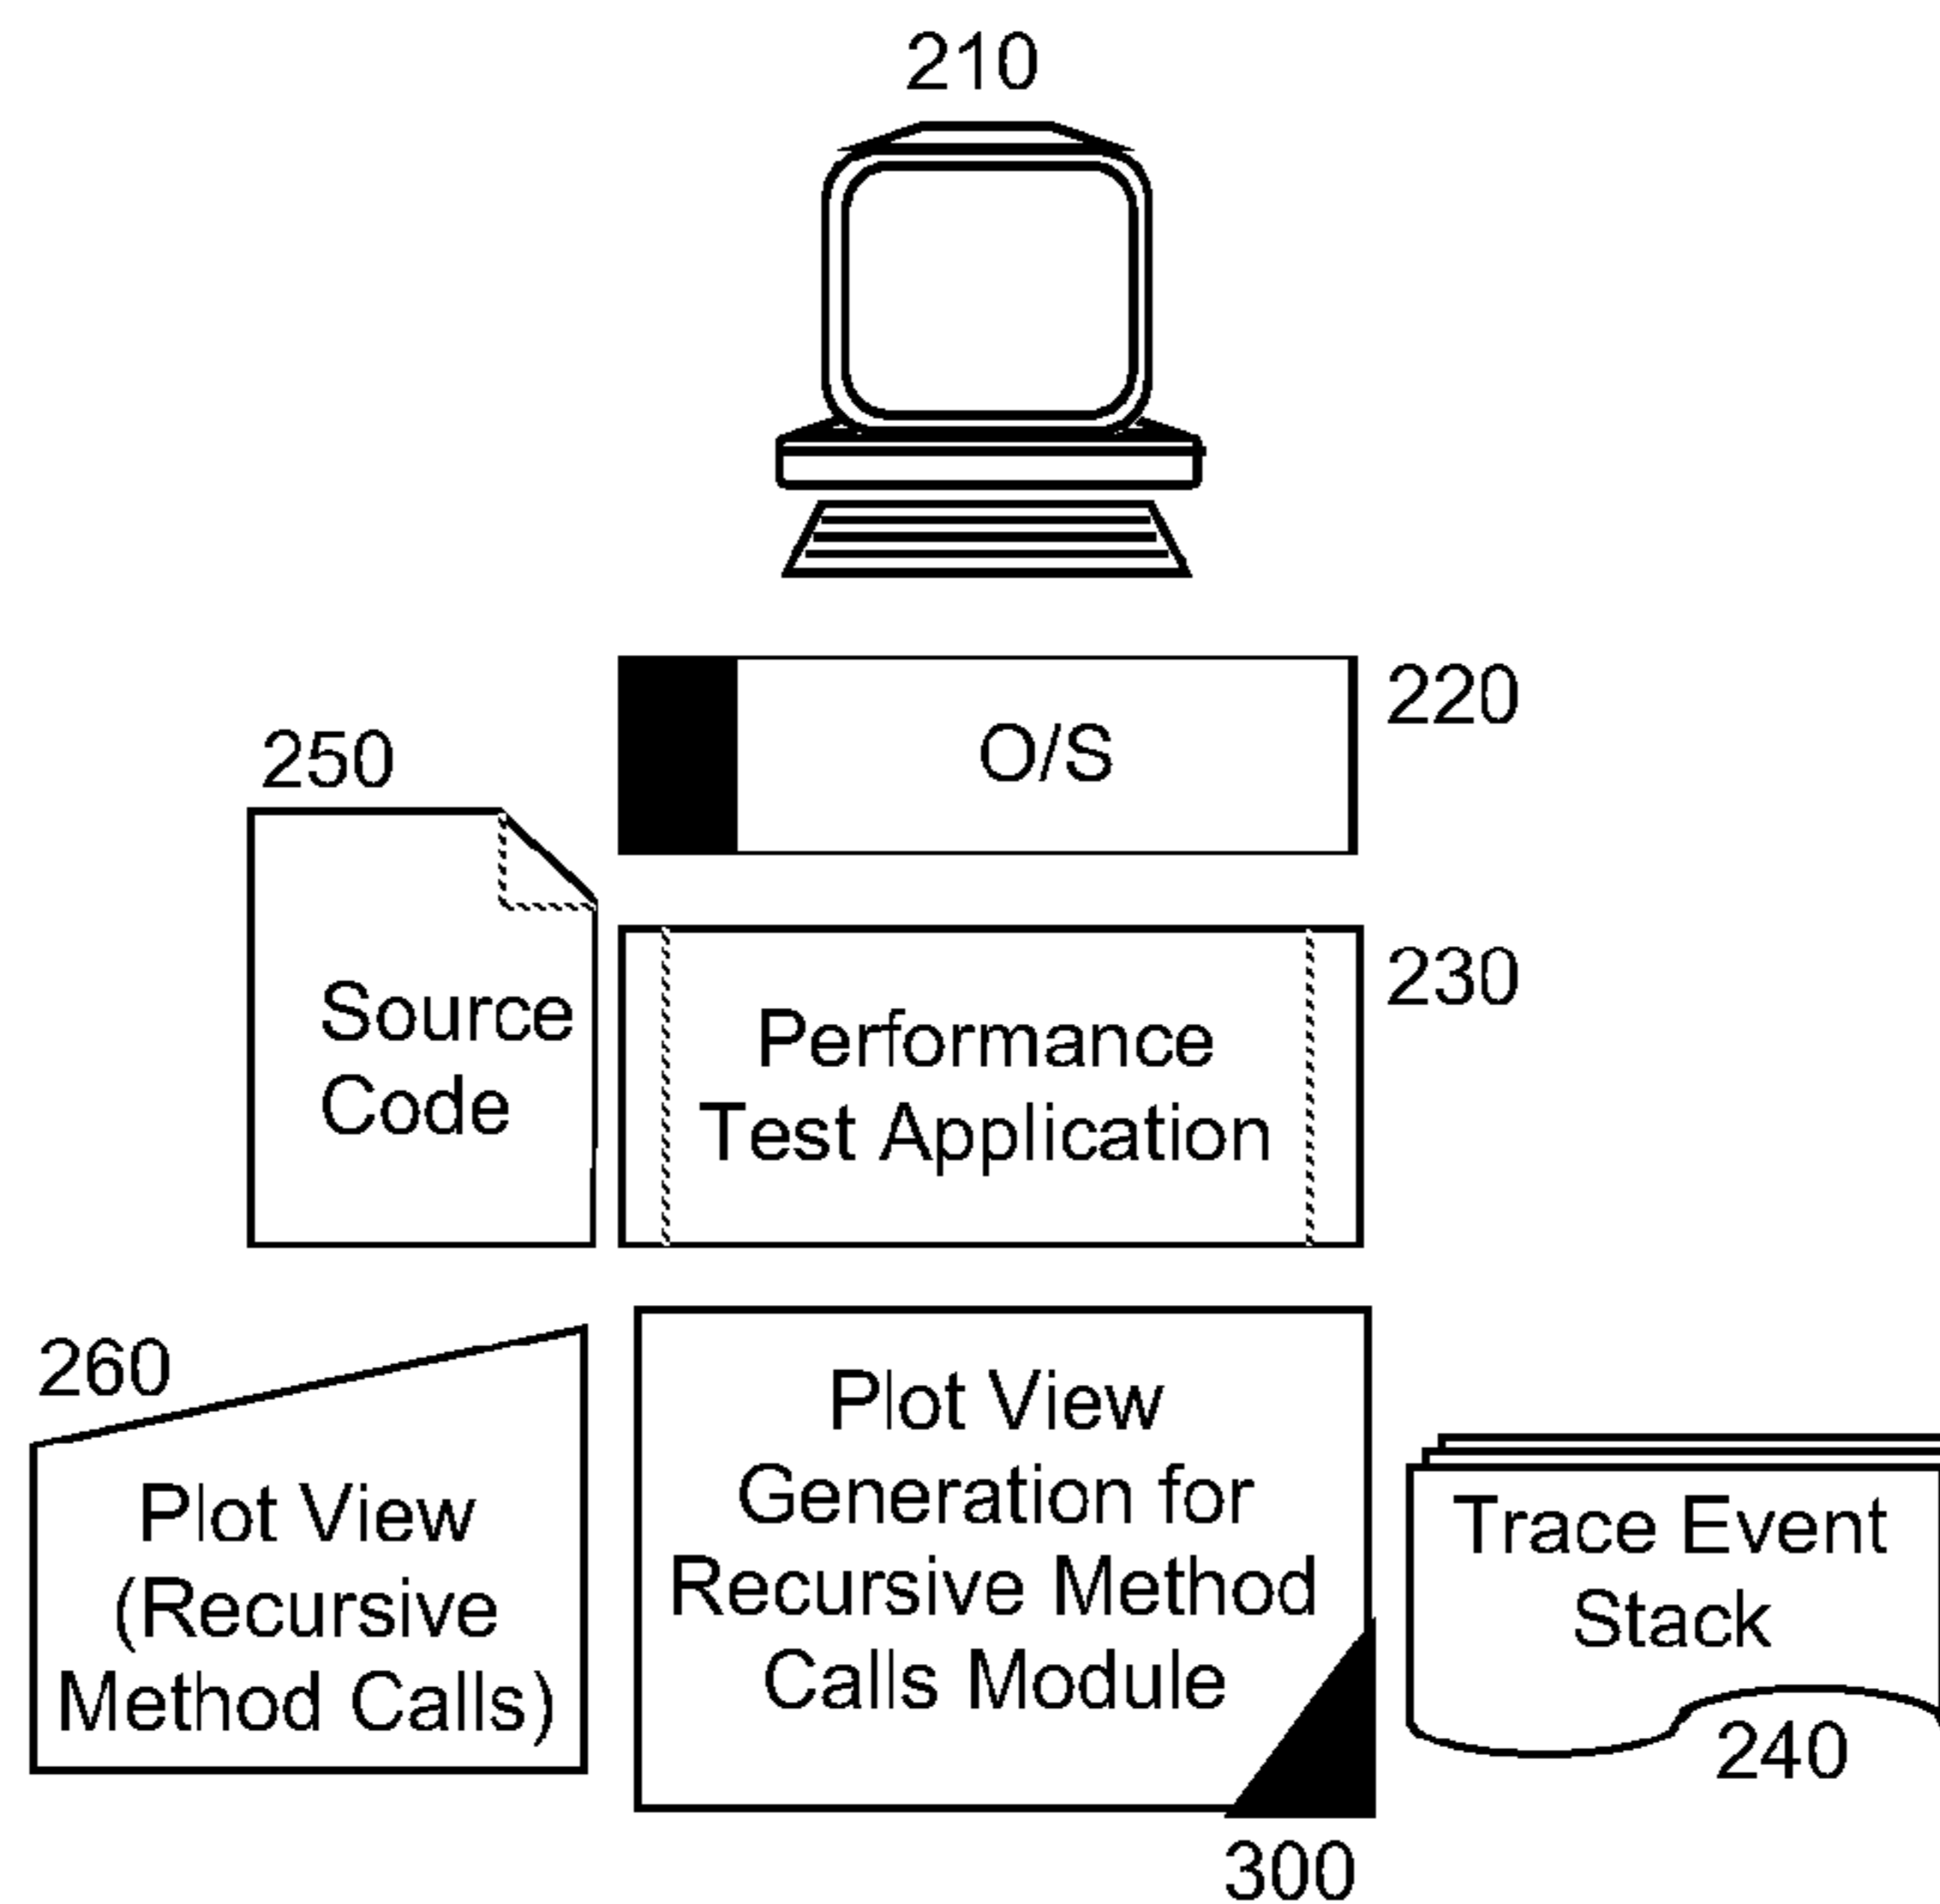 210
O/S
220
250
Source
Code
Performance
Test Application
230
260
Plot View
(Recursive
Method Calls)
Plot View
Generation for
Recursive Method
Calls Module
300
Trace Event
Stack
240